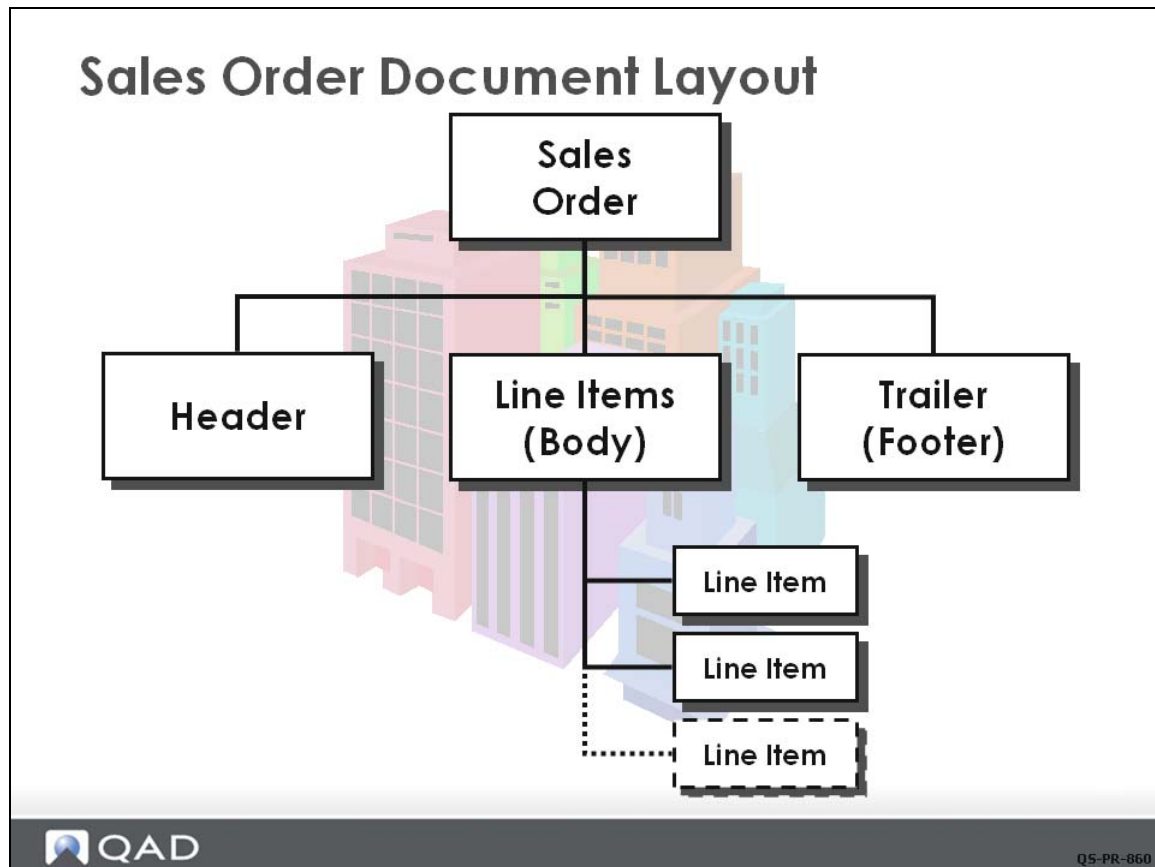 Sales Order Document Layout
Sales
Order
Header
Line Items
(Body)
Trailer
(Footer)
Line Item
Line Item
Line Item
QAD
QS-PR-860